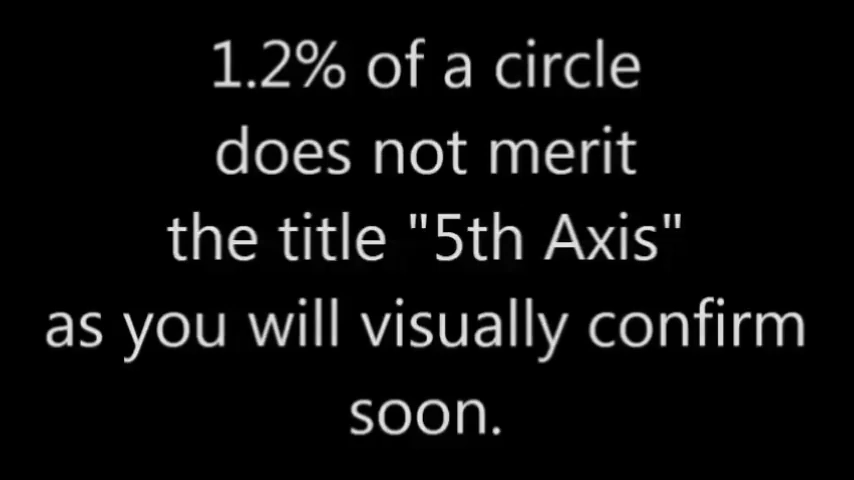 1.2% of a circle
does not merit
the title "5th Axis"
as you will visually confirm
soon.